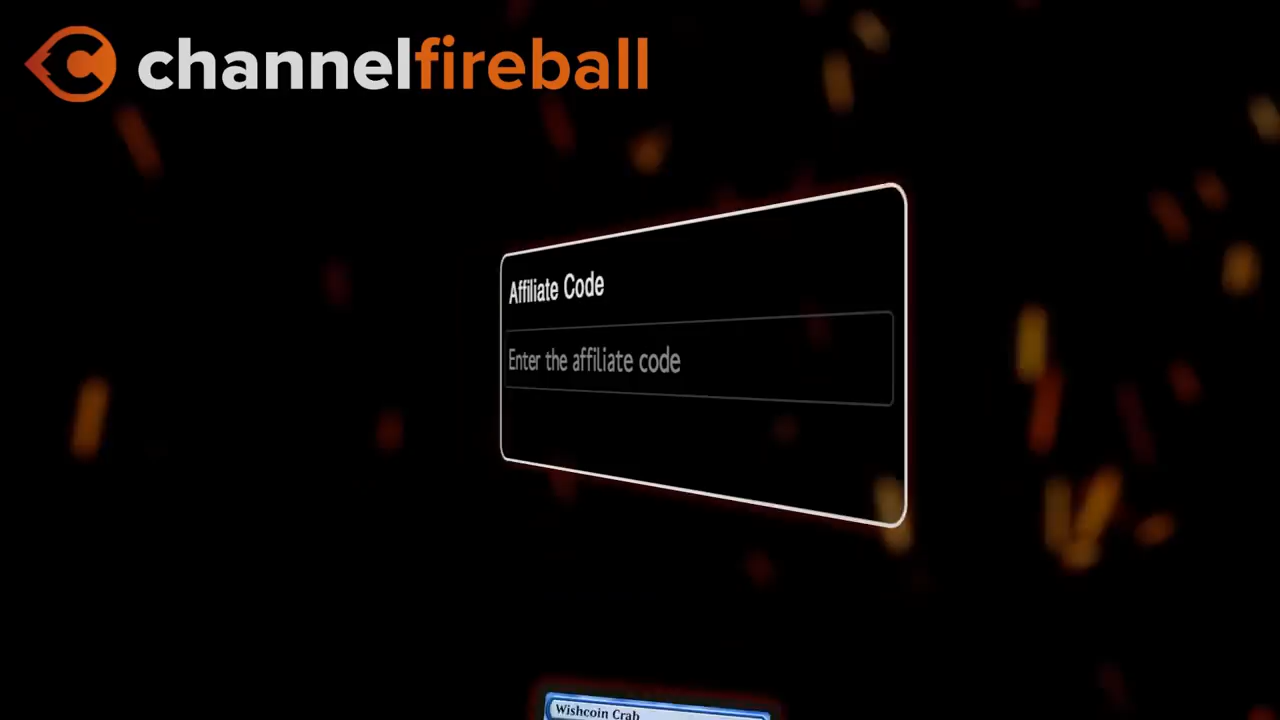 channelfireball
Affiliate Code
Enter the affiliate code
Wishcoin Crab